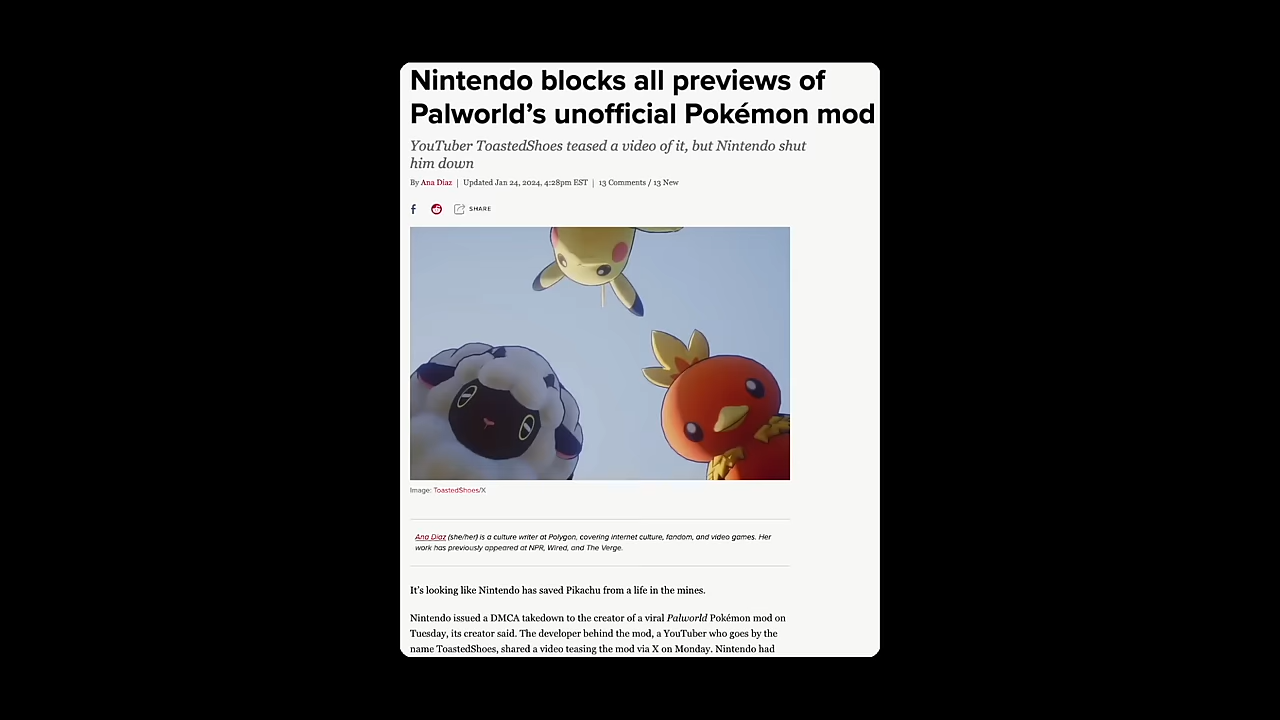 Nintendo blocks all previews of
Palworld’s unofficial Pokémon mod
YouTuber ToastedShoes teased a video of it, but Nintendo shut
him down
By Ana Diaz | Updated Jan 24, 2024, 4:28pm EST | 13 Comments / 13 New
f SHARE
Image: ToastedShoes/X
Ana Diaz (she/her) is a culture writer at Polygon, covering internet culture, fandom, and video games. Her
work has previously appeared at NPR, Wired, and The Verge.
It’s looking like Nintendo has saved Pikachu from a life in the mines.
Nintendo issued a DMCA takedown to the creator of a viral Palworld Pokémon mod on
Tuesday, its creator said. The developer behind the mod, a YouTuber who goes by the
name ToastedShoes, shared a video teasing the mod via X on Monday. Nintendo had